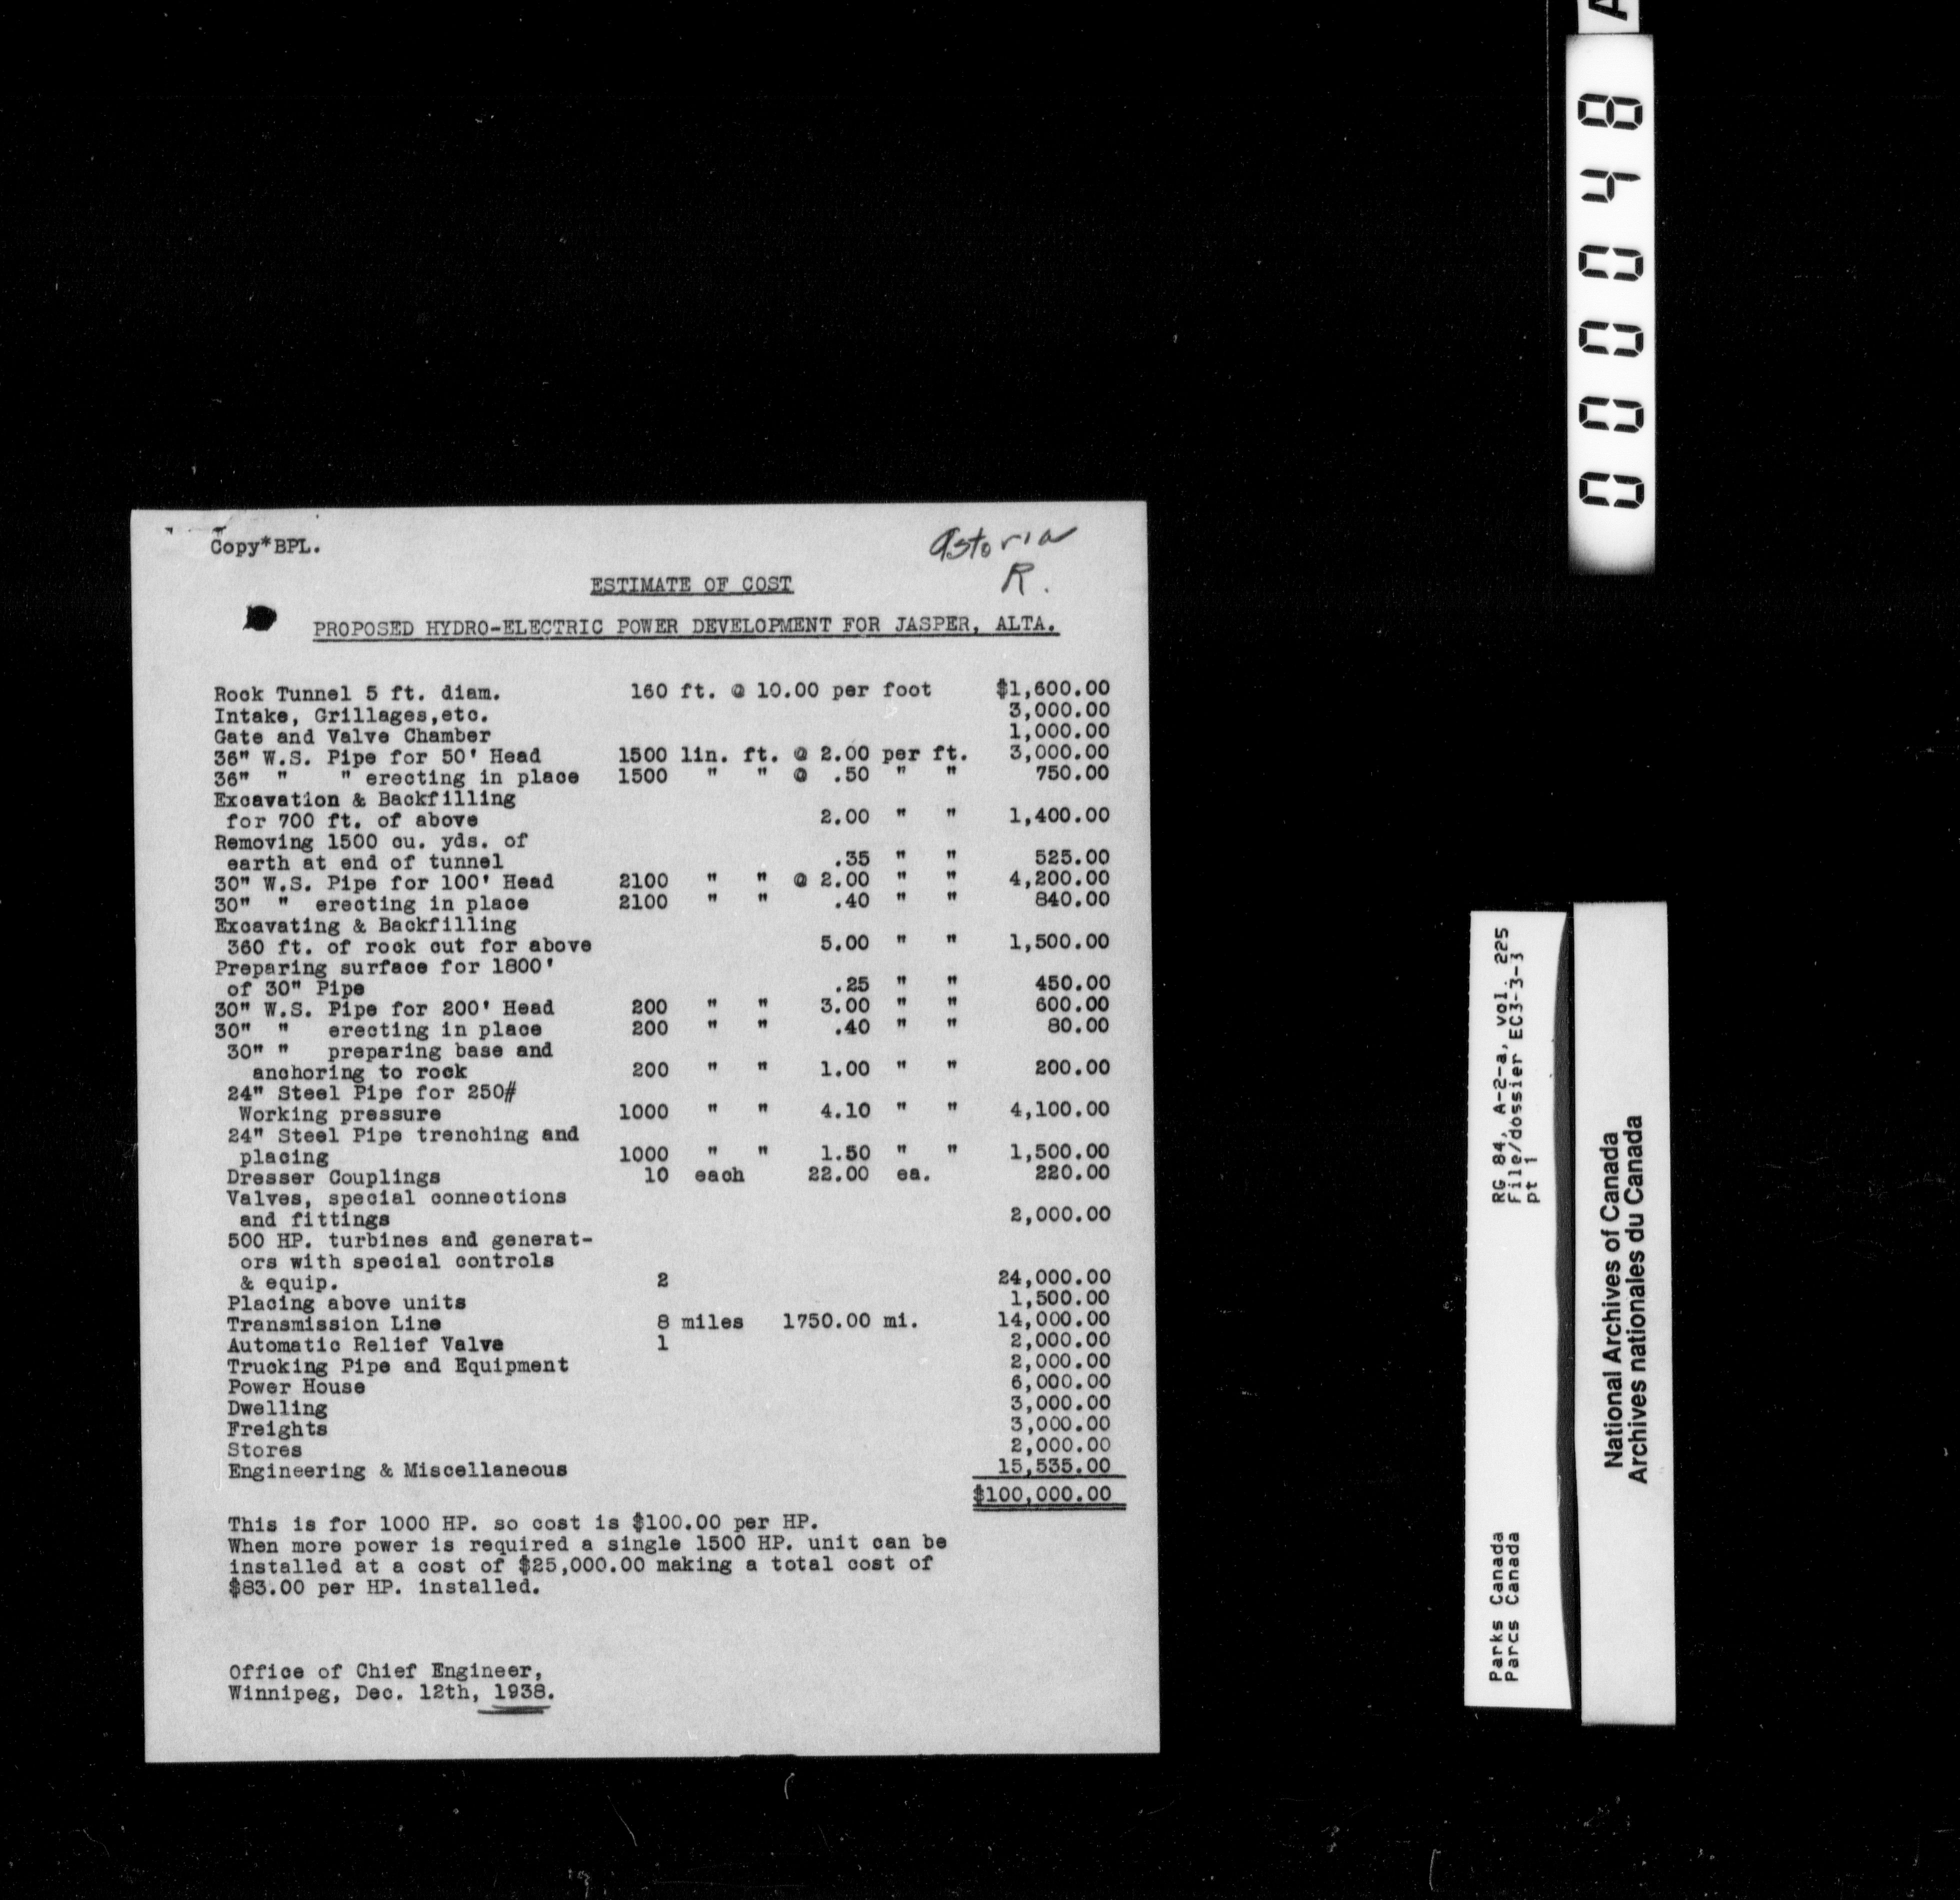 Copy*BPL.
Astoria
R.
ESTIMATE OF COST
PROPOSED HYDRO-ELECTRIC POWER DEVELOPMENT FOR JASPER, ALTA.
Rock Tunnel 5 ft. diam. 160 ft. @ 10.00 per foot $1,600.00
Intake, Grillages,etc. 3,000.00
Gate and Valve Chamber 1,000.00
36" W.S. Pipe for 50' Head 1500 lin. ft. @ 2.00 per ft. 3,000.00
36" " " erecting in place 1500 " " @ .50 " " 750.00
Excavation & Backfilling
for 700 ft. of above 2.00 " " 1,400.00
Removing 1500 cu. yds. of
earth at end of tunnel .35 " " 525.00
30" W.S. Pipe for 100' Head 2100 " " @ 2.00 " " 4,200.00
30" " erecting in place 2100 " " .40 " " 840.00
Excavating & Backfilling
360 ft. of rock cut for above 5.00 " " 1,500.00
Preparing surface for 1800'
of 30" Pipe .25 " " 450.00
30" W.S. Pipe for 200' Head 200 " " 3.00 " " 600.00
30" " erecting in place 200 " " .40 " " 80.00
30" " preparing base and
anchoring to rock 200 " " 1.00 " " 200.00
24" Steel Pipe for 250#
Working pressure 1000 " " 4.10 " " 4,100.00
24" Steel Pipe trenching and
placing 1000 " " 1.50 " " 1,500.00
Dresser Couplings 10 each 22.00 ea. 220.00
Valves, special connections
and fittings 2,000.00
500 HP. turbines and generat-
ors with special controls
& equip. 2 24,000.00
Placing above units 1,500.00
Transmission Line 8 miles 1750.00 mi. 14,000.00
Automatic Relief Valve 1 2,000.00
Trucking Pipe and Equipment 2,000.00
Power House 6,000.00
Dwelling 3,000.00
Freights 3,000.00
Stores 2,000.00
Engineering & Miscellaneous 15,535.00
$100,000.00
This is for 1000 HP. so cost is $100.00 per HP.
When more power is required a single 1500 HP. unit can be
installed at a cost of $25,000.00 making a total cost of
$83.00 per HP. installed.
Office of Chief Engineer,
Winnipeg, Dec. 12th, 1938.
000048
A
RG 84, A-2-a, vol. 225
File/dossier EC3-3-3
pt 1
Parks Canada
Parcs Canada
National Archives of Canada
Archives nationales du Canada